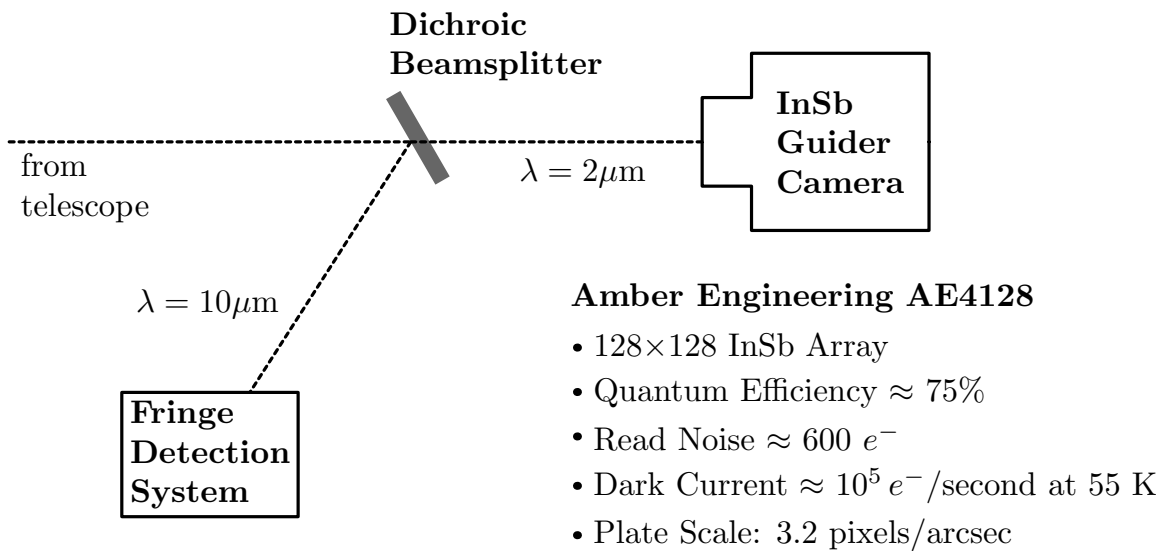 Dichroic
Beamsplitter
from
telescope
λ = 2μm
InSb
Guider
Camera
λ = 10μm
Fringe
Detection
System
Amber Engineering AE4128
• 128×128 InSb Array
• Quantum Efficiency ≈ 75%
• Read Noise ≈ 600 e⁻
• Dark Current ≈ 10⁵ e⁻/second at 55 K
• Plate Scale: 3.2 pixels/arcsec